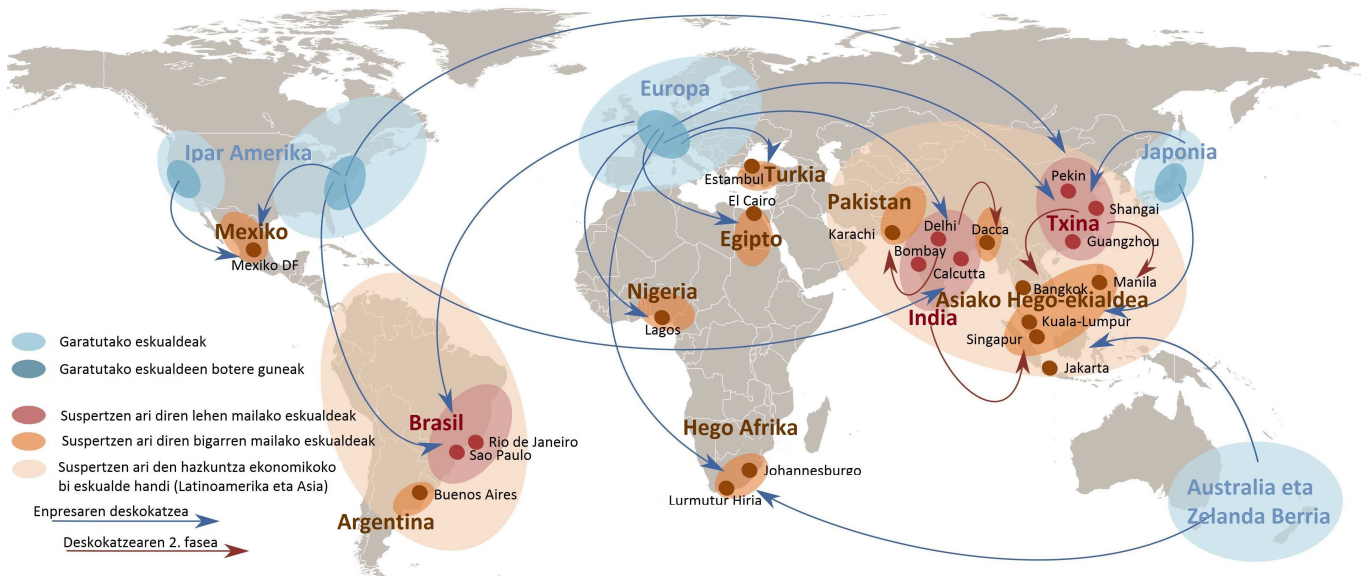 Europa
Ipar Amerika
Japonia
Estambul
Turkia
Pekin
El Cairo
Pakistan
Shangai
Mexiko
Egipto
Karachi
Delhi
Dacca
Txina
Guangzhou
Bombay
Mexiko DF
Calcutta
Nigeria
Bangkok
Manila
Asiako Hego-ekialdea
Lagos
India
Kuala-Lumpur
Singapur
Jakarta
Garatutako eskualdeak
Garatutako eskualdeen botere guneak
Suspertzen ari diren lehen mailako eskualdeak
Suspertzen ari diren bigarren mailako eskualdeak
Suspertzen ari den hazkuntza ekonomikoko
bi eskualde handi (Latinoamerika eta Asia)
Enpresaren deskokatzea
Deskokatzearen 2. fasea
Brasil
Rio de Janeiro
Sao Paulo
Hego Afrika
Johannesburgo
Lurmutur Hiria
Buenos Aires
Argentina
Australia eta
Zelanda Berria